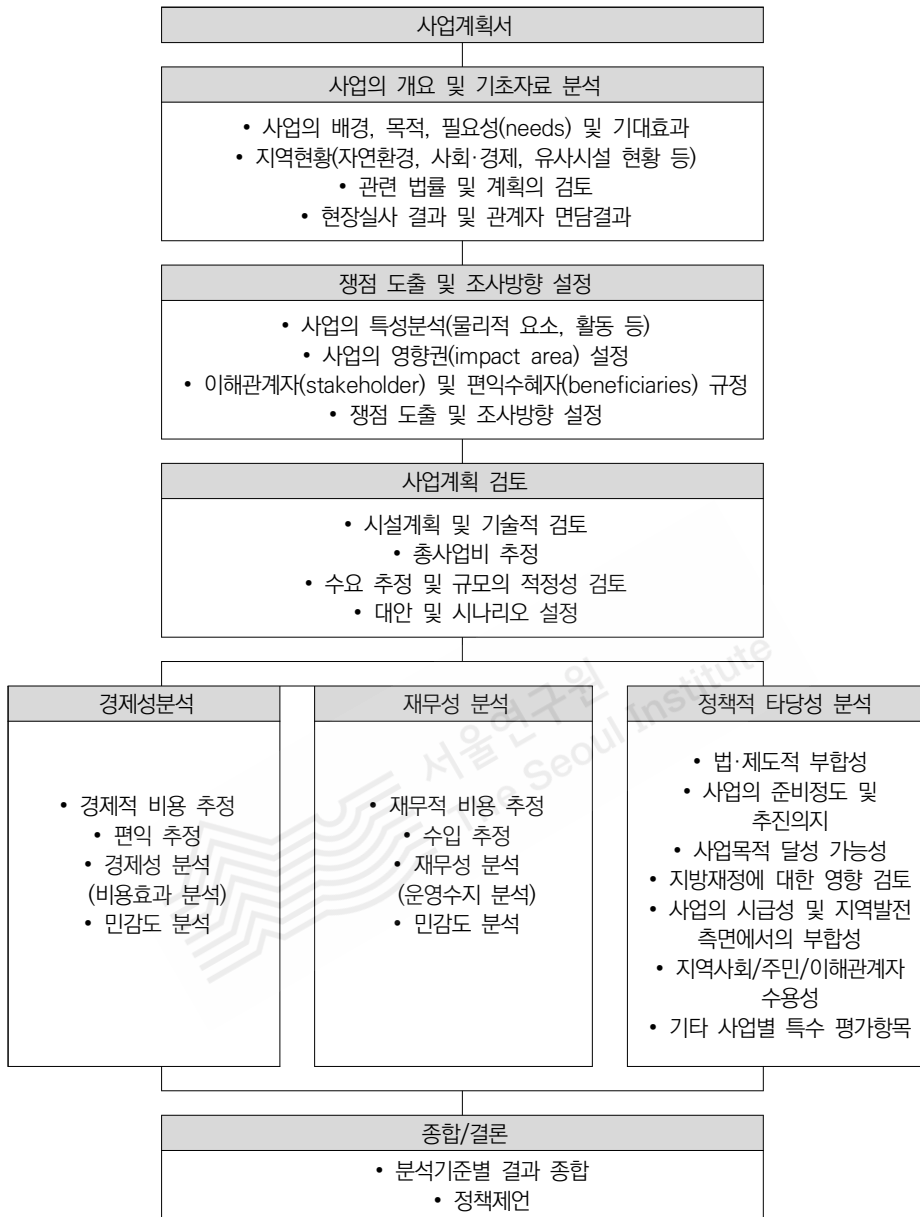 사업계획서
사업의 개요 및 기초자료 분석
• 사업의 배경, 목적, 필요성(needs) 및 기대효과
• 지역현황(자연환경, 사회·경제, 유사시설 현황 등)
• 관련 법률 및 계획의 검토
• 현장실사 결과 및 관계자 면담결과
쟁점 도출 및 조사방향 설정
• 사업의 특성분석(물리적 요소, 활동 등)
• 사업의 영향권(impact area) 설정
• 이해관계자(stakeholder) 및 편익수혜자(beneficiaries) 규정
• 쟁점 도출 및 조사방향 설정
사업계획 검토
• 시설계획 및 기술적 검토
• 총사업비 추정
• 수요 추정 및 규모의 적정성 검토
• 대안 및 시나리오 설정
경제성분석
• 경제적 비용 추정
• 편익 추정
• 경제성 분석
(비용효과 분석)
• 민감도 분석
재무성 분석
• 재무적 비용 추정
• 수입 추정
• 재무성 분석
(운영수지 분석)
• 민감도 분석
정책적 타당성 분석
• 법·제도적 부합성
• 사업의 준비정도 및
추진의지
• 사업목적 달성 가능성
• 지방재정에 대한 영향 검토
• 사업의 시급성 및 지역발전
측면에서의 부합성
• 지역사회/주민/이해관계자
수용성
• 기타 사업별 특수 평가항목
종합/결론
• 분석기준별 결과 종합
• 정책제언
서울연구원
The Seoul Institute